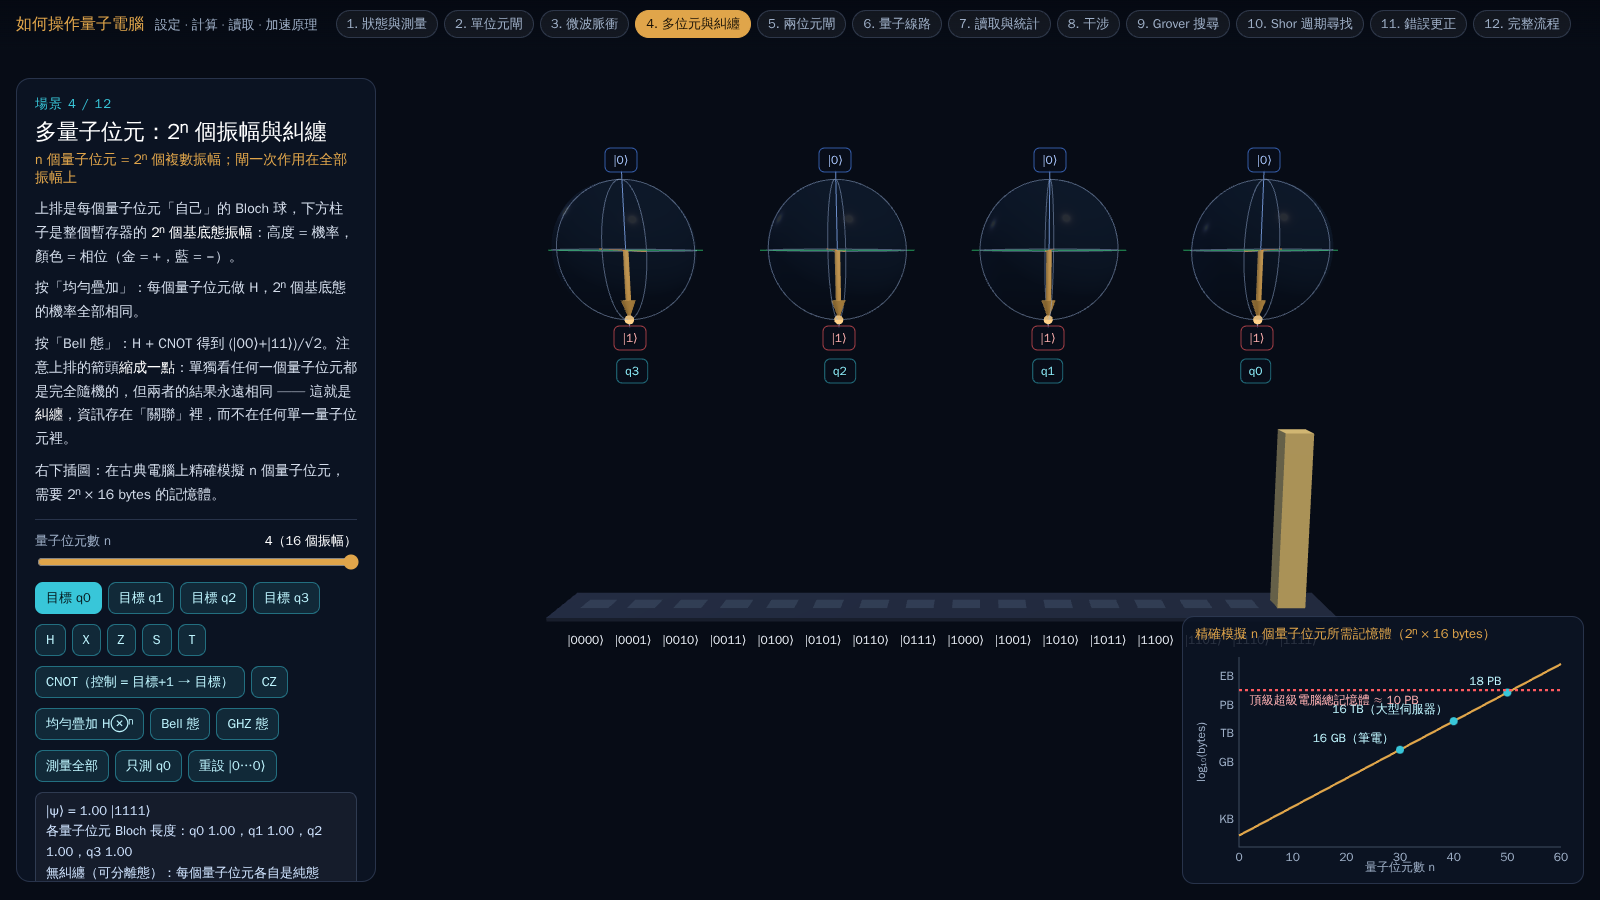 如何操作量子電腦 設定 · 計算 · 讀取 · 加速原理 1. 狀態與測量 2. 單位元閘 3. 微波脈衝 4. 多位元與糾纏 5. 兩位元閘 6. 量子線路 7. 讀取與統計 8. 干涉 9. Grover 搜尋 10. Shor 週期尋找 11. 錯誤更正 12. 完整流程
場景 4 / 12
多量子位元：2ⁿ 個振幅與糾纏
n 個量子位元 = 2ⁿ 個複數振幅；閘一次作用在全部
振幅上
上排是每個量子位元「自己」的 Bloch 球，下方柱
子是整個暫存器的 2ⁿ 個基底態振幅：高度 = 機率，
顏色 = 相位（金 = +，藍 = −）。
按「均勻疊加」：每個量子位元做 H，2ⁿ 個基底態
的機率全部相同。
按「Bell 態」：H + CNOT 得到 (|00⟩+|11⟩)/√2。注
意上排的箭頭縮成一點：單獨看任何一個量子位元都
是完全隨機的，但兩者的結果永遠相同 —— 這就是
糾纏，資訊存在「關聯」裡，而不在任何單一量子位
元裡。
右下插圖：在古典電腦上精確模擬 n 個量子位元，
需要 2ⁿ × 16 bytes 的記憶體。
量子位元數 n 4（16 個振幅）
目標 q0 目標 q1 目標 q2 目標 q3
H X Z S T
CNOT（控制 = 目標+1 → 目標） CZ
均勻疊加 H⊗ⁿ Bell 態 GHZ 態
測量全部 只測 q0 重設 |0⋯0⟩
|ψ⟩ = 1.00 |1111⟩
各量子位元 Bloch 長度：q0 1.00，q1 1.00，q2
1.00，q3 1.00
無糾纏（可分離態）：每個量子位元各自是純態
|0⟩ |0⟩ |0⟩ |0⟩
|1⟩ |1⟩ |1⟩ |1⟩
q3 q2 q1 q0
|0000⟩ |0001⟩ |0010⟩ |0011⟩ |0100⟩ |0101⟩ |0110⟩ |0111⟩ |1000⟩ |1001⟩ |1010⟩ |1011⟩ |1100⟩
精確模擬 n 個量子位元所需記憶體（2ⁿ × 16 bytes）
EB
PB
TB
GB
KB
log₁₀(bytes)
18 PB
頂級超級電腦總記憶體 ≈ 10 PB
16 TB（大型伺服器）
16 GB（筆電）
0 10 20 30 40 50 60
量子位元數 n